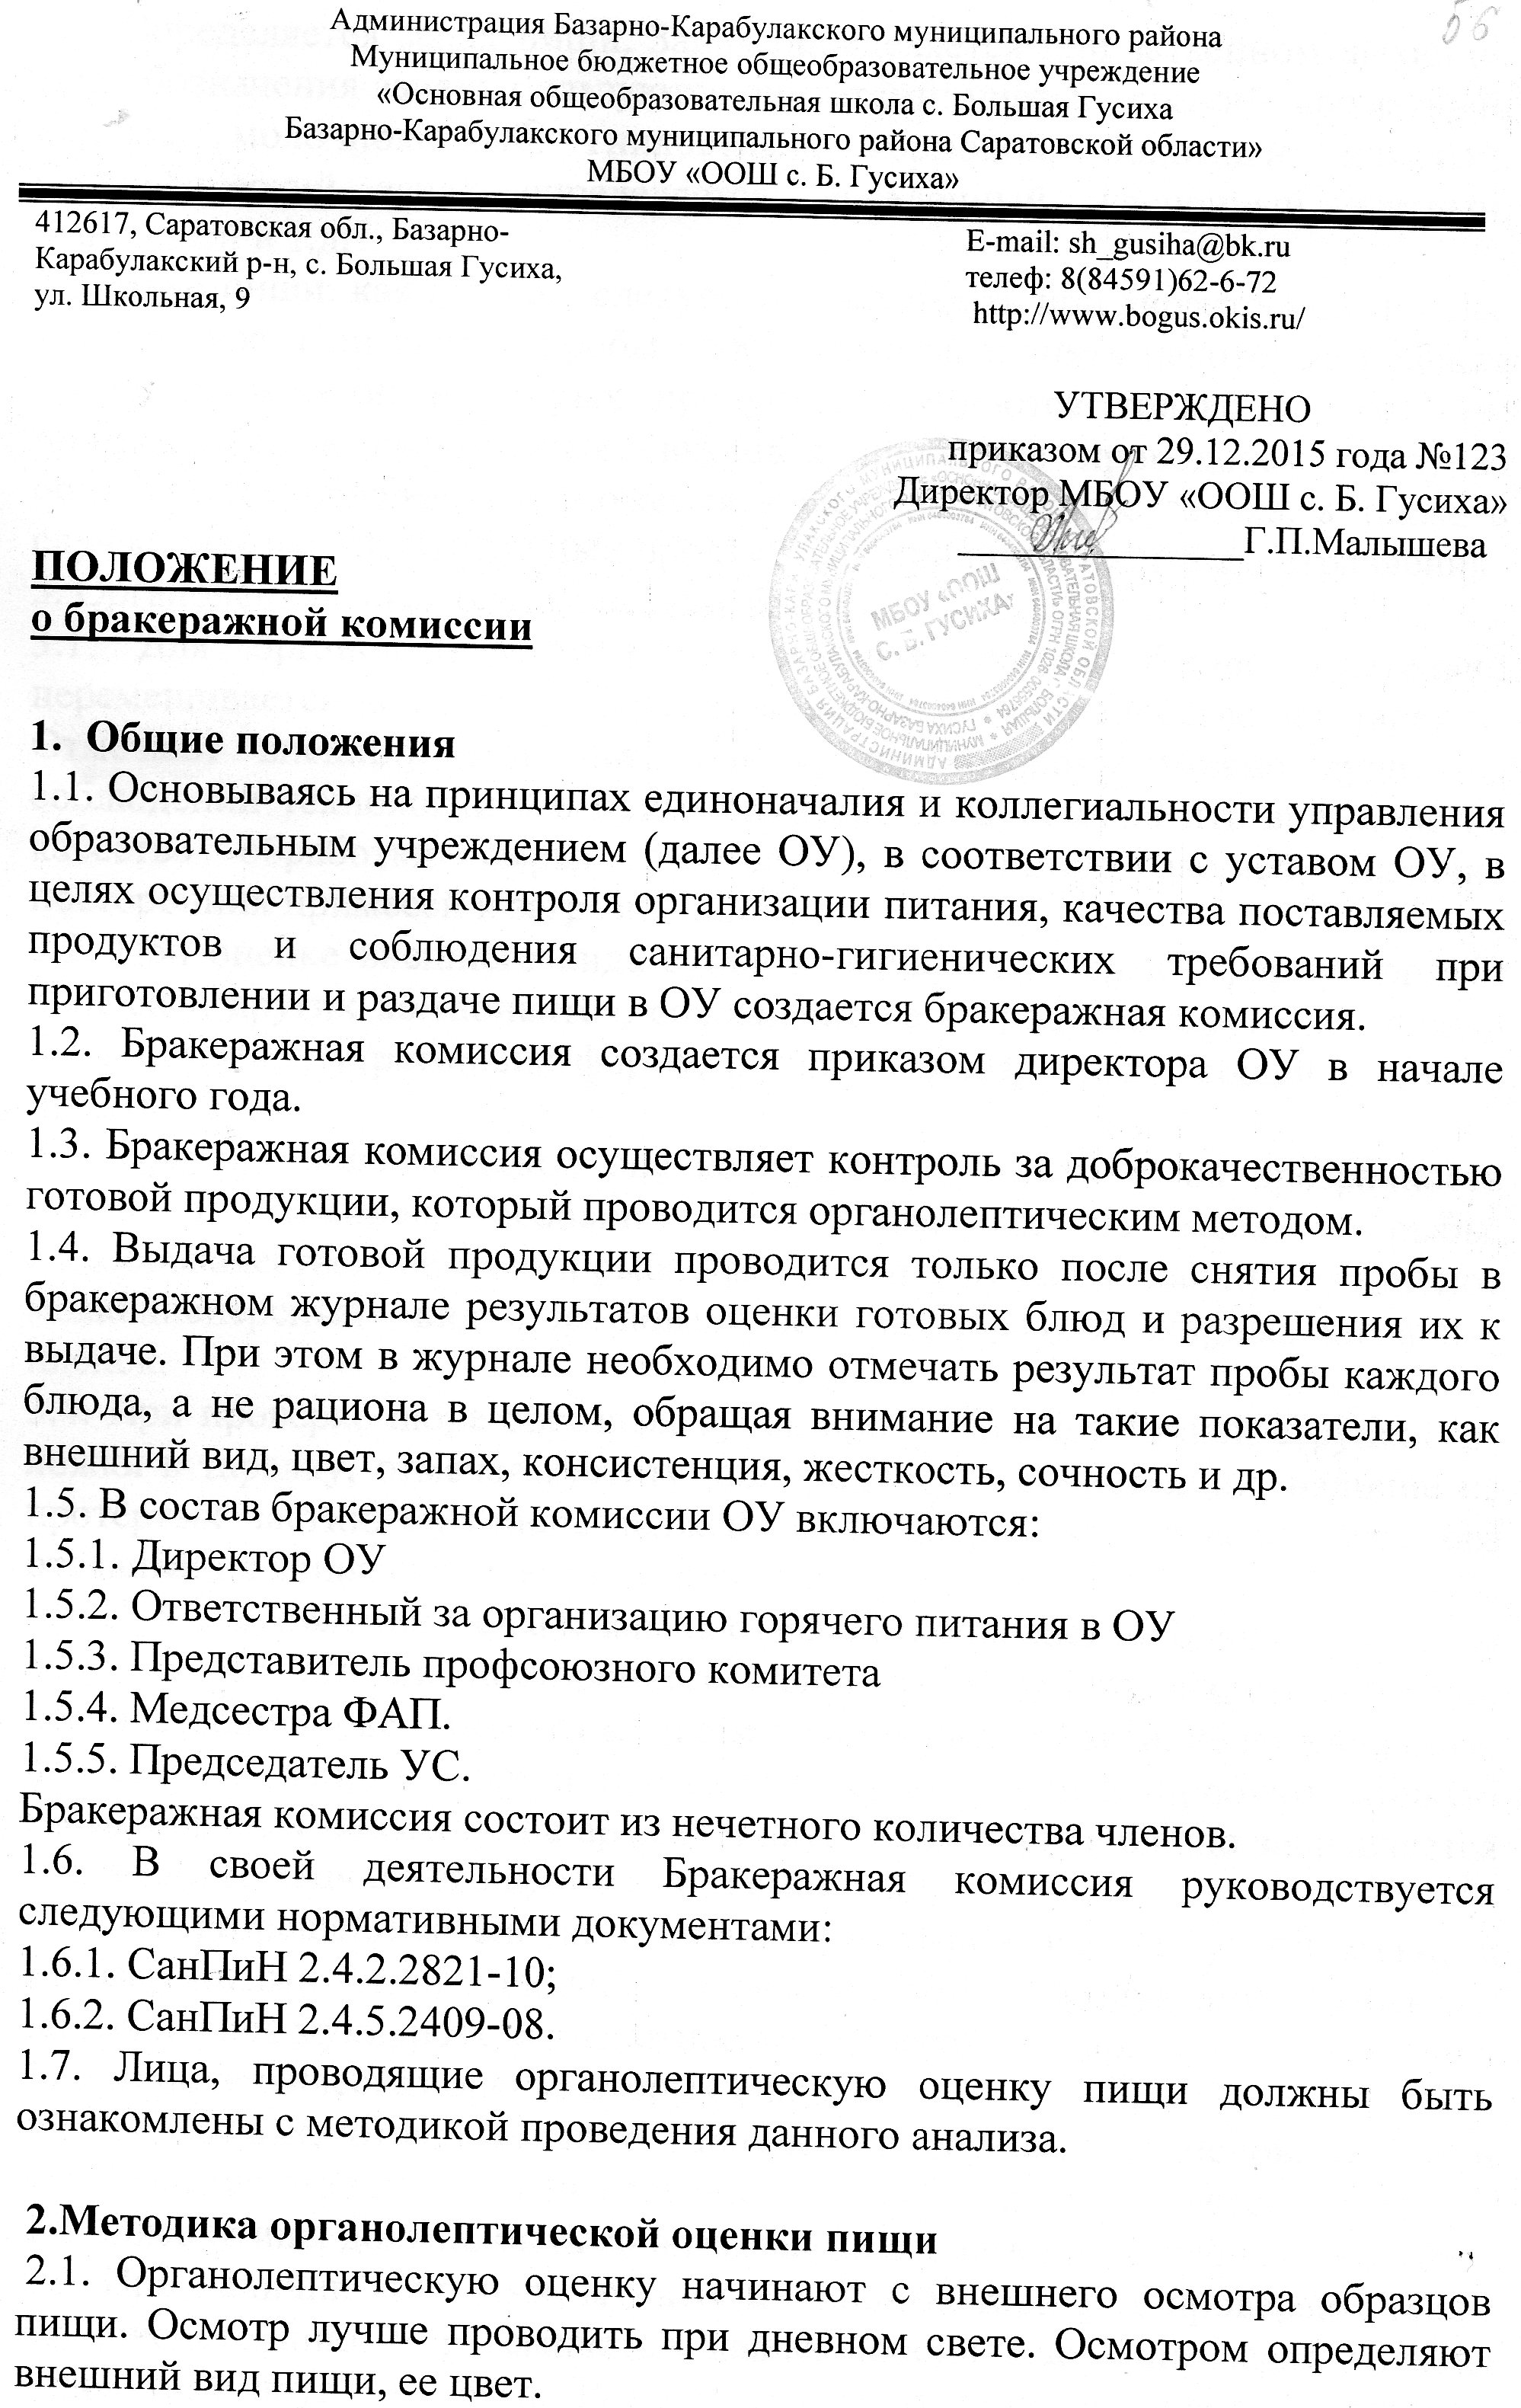 56
Администрация Базарно-Карабулакского муниципального района
Муниципальное бюджетное общеобразовательное учреждение
«Основная общеобразовательная школа с. Большая Гусиха
Базарно-Карабулакского муниципального района Саратовской области»
МБОУ «ООШ с. Б. Гусиха»
412617, Саратовская обл., Базарно-
Карабулакский р-н, с. Большая Гусиха,
ул. Школьная, 9
E-mail: sh_gusiha@bk.ru
телеф: 8(84591)62-6-72
http://www.bogus.okis.ru/
УТВЕРЖДЕНО
приказом от 29.12.2015 года №123
Директор МБОУ «ООШ с. Б. Гусиха»
Г.П.Малышева
МБОУ «ООШ
С. Б. ГУСИХА»
ПОЛОЖЕНИЕ
о бракеражной комиссии
1. Общие положения
1.1. Основываясь на принципах единоначалия и коллегиальности управления
образовательным учреждением (далее ОУ), в соответствии с уставом ОУ, в
целях осуществления контроля организации питания, качества поставляемых
продуктов и соблюдения санитарно-гигиенических требований при
приготовлении и раздаче пищи в ОУ создается бракеражная комиссия.
1.2. Бракеражная комиссия создается приказом директора ОУ в начале
учебного года.
1.3. Бракеражная комиссия осуществляет контроль за доброкачественностью
готовой продукции, который проводится органолептическим методом.
1.4. Выдача готовой продукции проводится только после снятия пробы в
бракеражном журнале результатов оценки готовых блюд и разрешения их к
выдаче. При этом в журнале необходимо отмечать результат пробы каждого
блюда, а не рациона в целом, обращая внимание на такие показатели, как
внешний вид, цвет, запах, консистенция, жесткость, сочность и др.
1.5. В состав бракеражной комиссии ОУ включаются:
1.5.1. Директор ОУ
1.5.2. Ответственный за организацию горячего питания в ОУ
1.5.3. Представитель профсоюзного комитета
1.5.4. Медсестра ФАП.
1.5.5. Председатель УС.
Бракеражная комиссия состоит из нечетного количества членов.
1.6. В своей деятельности Бракеражная комиссия руководствуется
следующими нормативными документами:
1.6.1. СанПиН 2.4.2.2821-10;
1.6.2. СанПиН 2.4.5.2409-08.
1.7. Лица, проводящие органолептическую оценку пищи должны быть
ознакомлены с методикой проведения данного анализа.
2.Методика органолептической оценки пищи
2.1. Органолептическую оценку начинают с внешнего осмотра образцов
пищи. Осмотр лучше проводить при дневном свете. Осмотром определяют
внешний вид пищи, ее цвет.